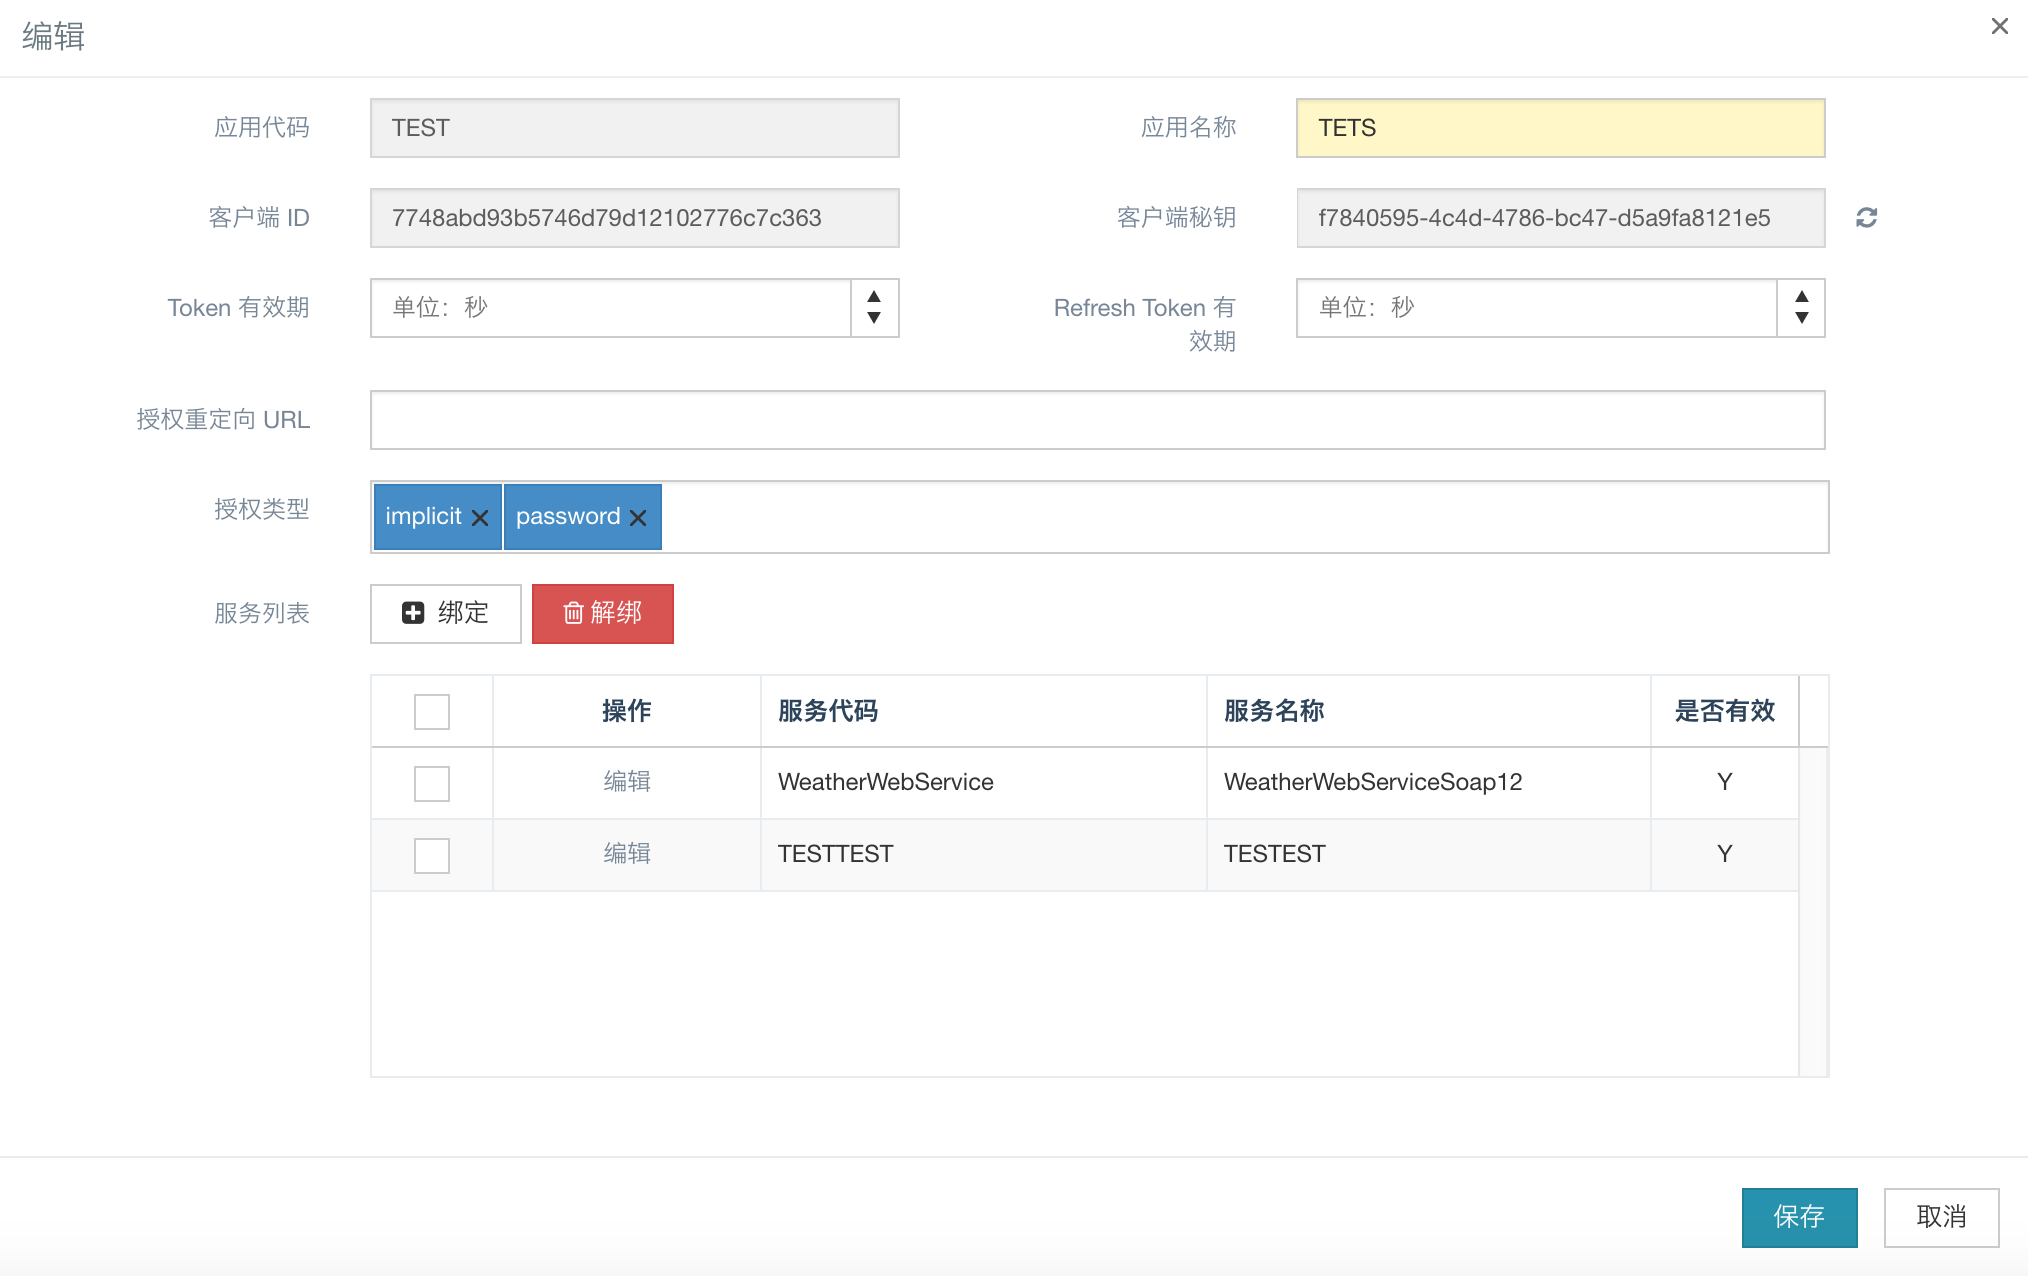 编辑
应用代码 TEST 应用名称 TETS
客户端 ID 7748abd93b5746d79d12102776c7c363 客户端秘钥 f7840595-4c4d-4786-bc47-d5a9fa8121e5
Token 有效期 单位：秒 Refresh Token 有
效期 单位：秒
授权重定向 URL
授权类型 implicit password
服务列表 绑定 解绑
操作 服务代码 服务名称 是否有效
编辑 WeatherWebService WeatherWebServiceSoap12 Y
编辑 TESTTEST TESTEST Y
保存 取消